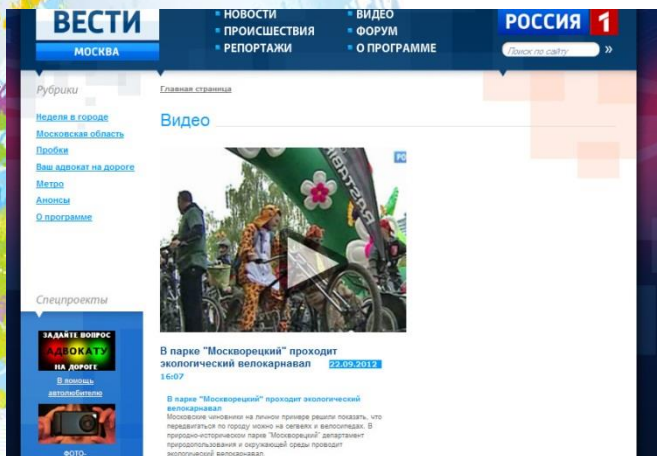 ВЕСТИ
МОСКВА
НОВОСТИ
ПРОИСШЕСТВИЯ
РЕПОРТАЖИ
ВИДЕО
ФОРУМ
О ПРОГРАММЕ
РОССИЯ 1
Поиск по сайту »
Рубрики
Неделя в городе
Московская область
Пробки
Ваш адвокат на дороге
Метро
Анонсы
О программе
Спецпроекты
ЗАДАЙТЕ ВОПРОС
АДВОКАТУ
НА ДОРОГЕ
В помощь
автолюбителю
ФОТО-
Главная страница
Видео
РО
В парке "Москворецкий" проходит
экологический велокарнавал 22.09.2012
16:07
В парке "Москворецкий" проходит экологический
велокарнавал
Московские чиновники на личном примере решили показать, что
передвигаться по городу можно на сегвеях и велосипедах. В
природно-историческом парке "Москворецкий" департамент
природопользования и окружающей среды проводит
экологический велокарнавал.